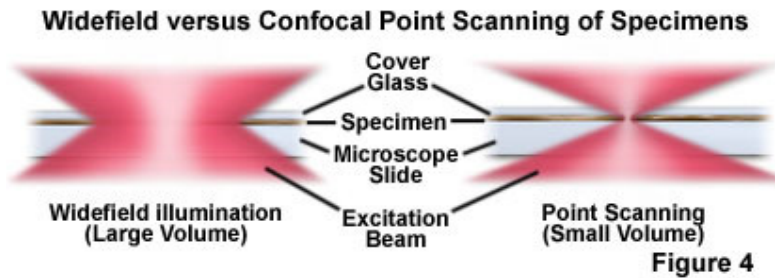 Widefield versus Confocal Point Scanning of Specimens
Cover
Glass
Specimen
Microscope
Slide
Excitation
Beam
Widefield illumination
(Large Volume)
Point Scanning
(Small Volume)
Figure 4